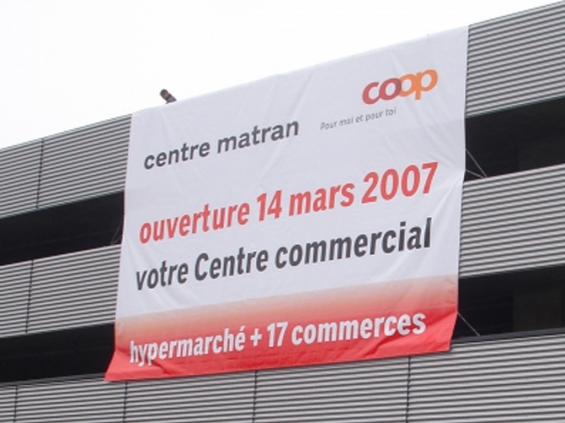 coop
Pour moi et pour toi
centre matran
ouverture 14 mars 2007
votre Centre commercial
hypermarché + 17 commerces